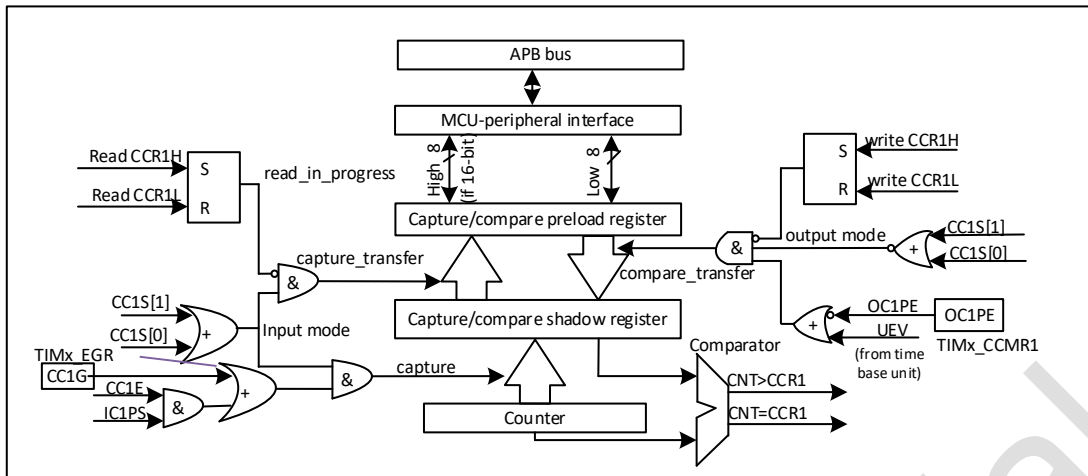 APB bus
MCU-peripheral interface
High 8
(if 16-bit)
Low 8
Read CCR1H
Read CCR1L
S
R
read_in_progress
S
R
write CCR1H
write CCR1L
Capture/compare preload register
&
capture_transfer
compare_transfer
&
output mode
+
CC1S[1]
CC1S[0]
CC1S[1]
CC1S[0]
+
Input mode
Capture/compare shadow register
+
OC1PE
UEV
(from time
base unit)
OC1PE
TIMx_CCMR1
TIMx_EGR
CC1G
CC1E
IC1PS
&
+
&
capture
Counter
Comparator
CNT>CCR1
CNT=CCR1